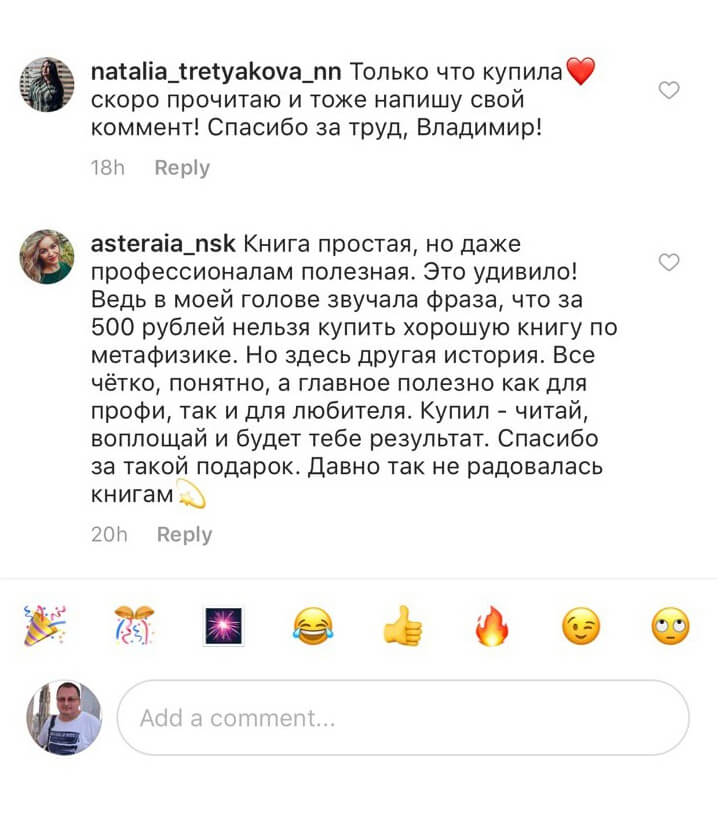 natalia_tretyakova_nn Только что купила❤️
скоро прочитаю и тоже напишу свой
коммент! Спасибо за труд, Владимир!
18h Reply
asteraia_nsk Книга простая, но даже
профессионалам полезная. Это удивило!
Ведь в моей голове звучала фраза, что за
500 рублей нельзя купить хорошую книгу по
метафизике. Но здесь другая история. Все
чётко, понятно, а главное полезно как для
профи, так и для любителя. Купил - читай,
воплощай и будет тебе результат. Спасибо
за такой подарок. Давно так не радовалась
книгам💫
20h Reply
Add a comment...